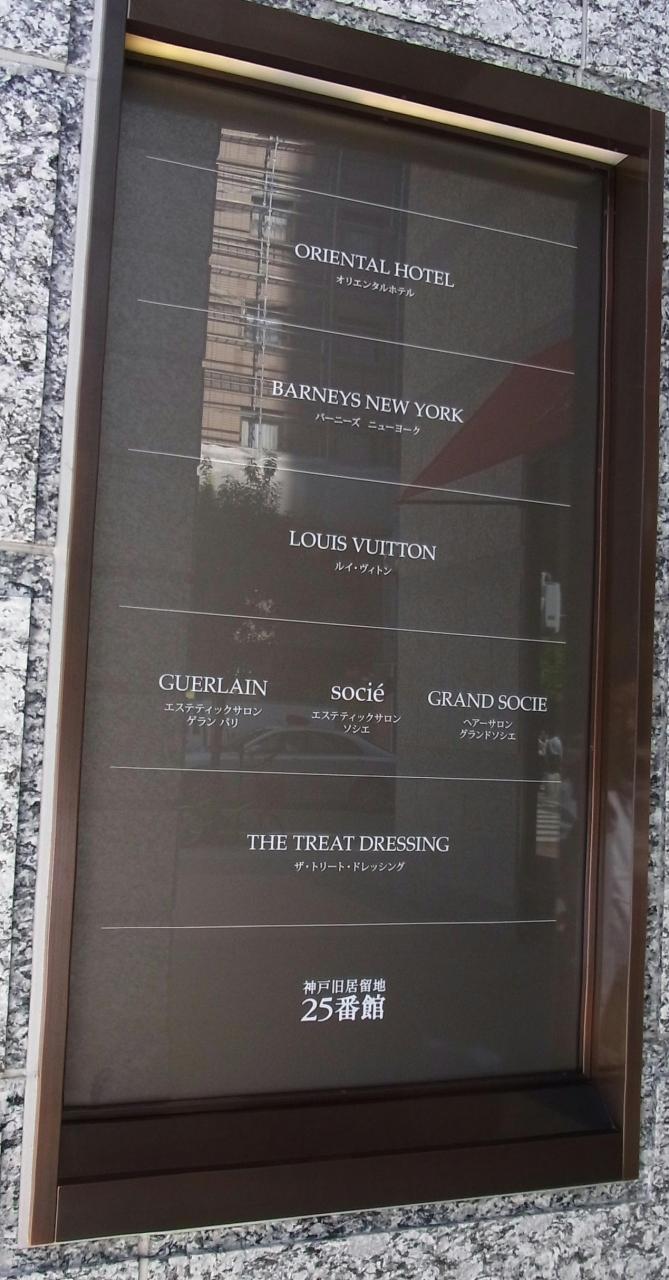 ORIENTAL HOTEL
オリエンタルホテル
BARNEYS NEW YORK
バーニーズ ニューヨーク
LOUIS VUITTON
ルイ・ヴィトン
GUERLAIN
エステティックサロン
ゲラン パリ
socié
エステティックサロン
ソシエ
GRAND SOCIE
ヘアーサロン
グランドソシエ
THE TREAT DRESSING
ザ・トリート・ドレッシング
神戸旧居留地
25番館